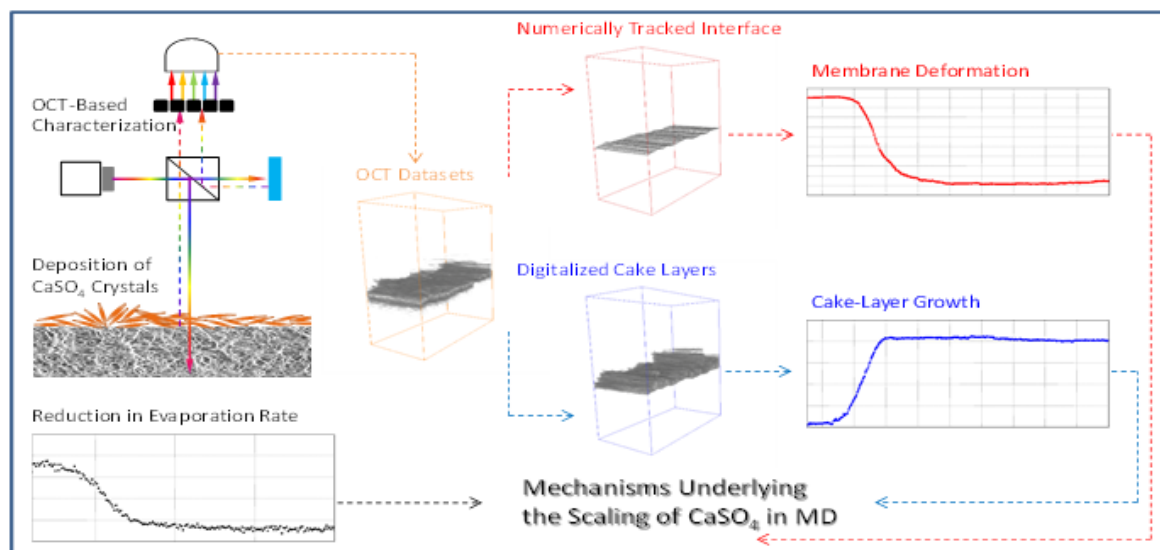 Numerically Tracked Interface
Membrane Deformation
OCT-Based
Characterization
OCT Datasets
Deposition of
CaSO₄ Crystals
Digitalized Cake Layers
Cake-Layer Growth
Reduction in Evaporation Rate
Mechanisms Underlying
the Scaling of CaSO₄ in MD